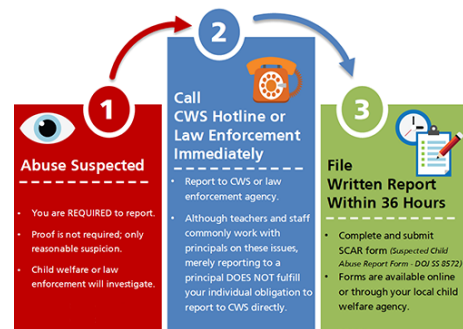 1
Abuse Suspected
• You are REQUIRED to report.
• Proof is not required; only
reasonable suspicion.
• Child welfare or law
enforcement will investigate.
2
Call
CWS Hotline or
Law Enforcement
Immediately
• Report to CWS or law
enforcement agency.
• Although teachers and staff
commonly work with
principals on these issues,
merely reporting to a
principal DOES NOT fulfill
your individual obligation to
report to CWS directly.
3
File
Written Report
Within 36 Hours
• Complete and submit
SCAR form (Suspected Child
Abuse Report Form - DOJ SS 8572)
• Forms are available online
or through your local child
welfare agency.